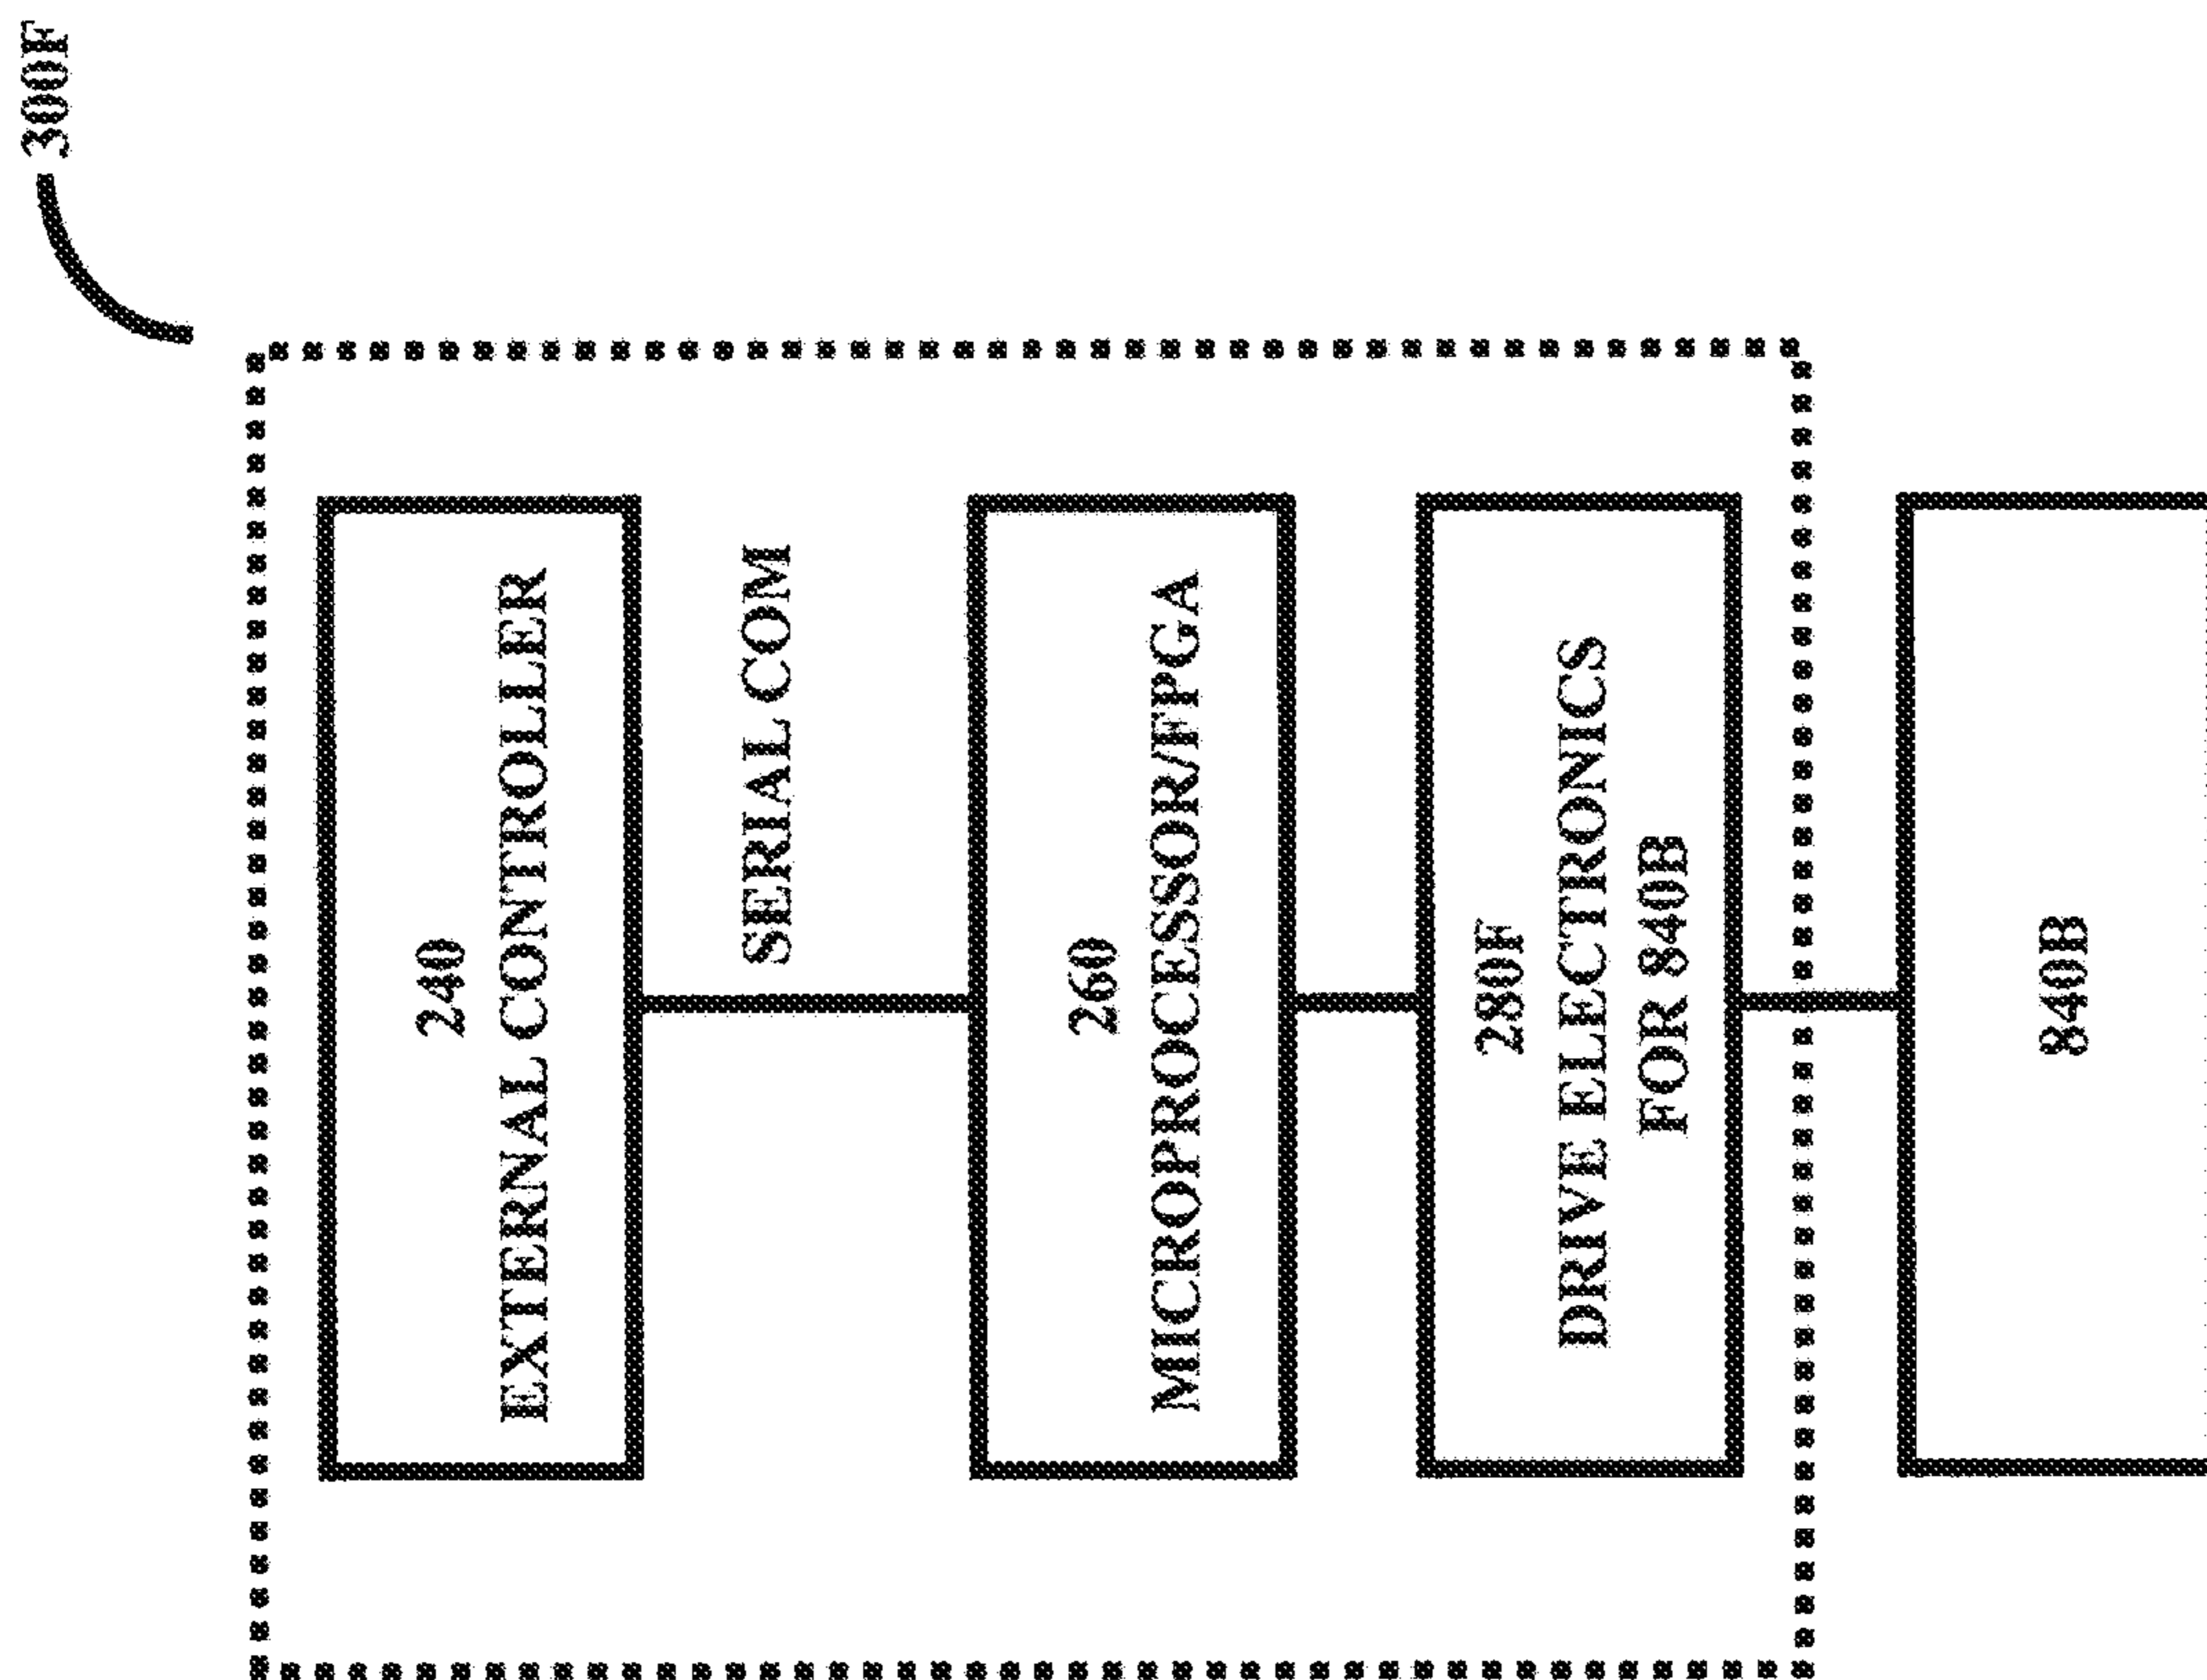 300F
240
EXTERNAL CONTROLLER
SERIAL COM
260
MICROPROCESSOR/FPGA
280F
DRIVE ELECTRONICS
FOR 840B
840B